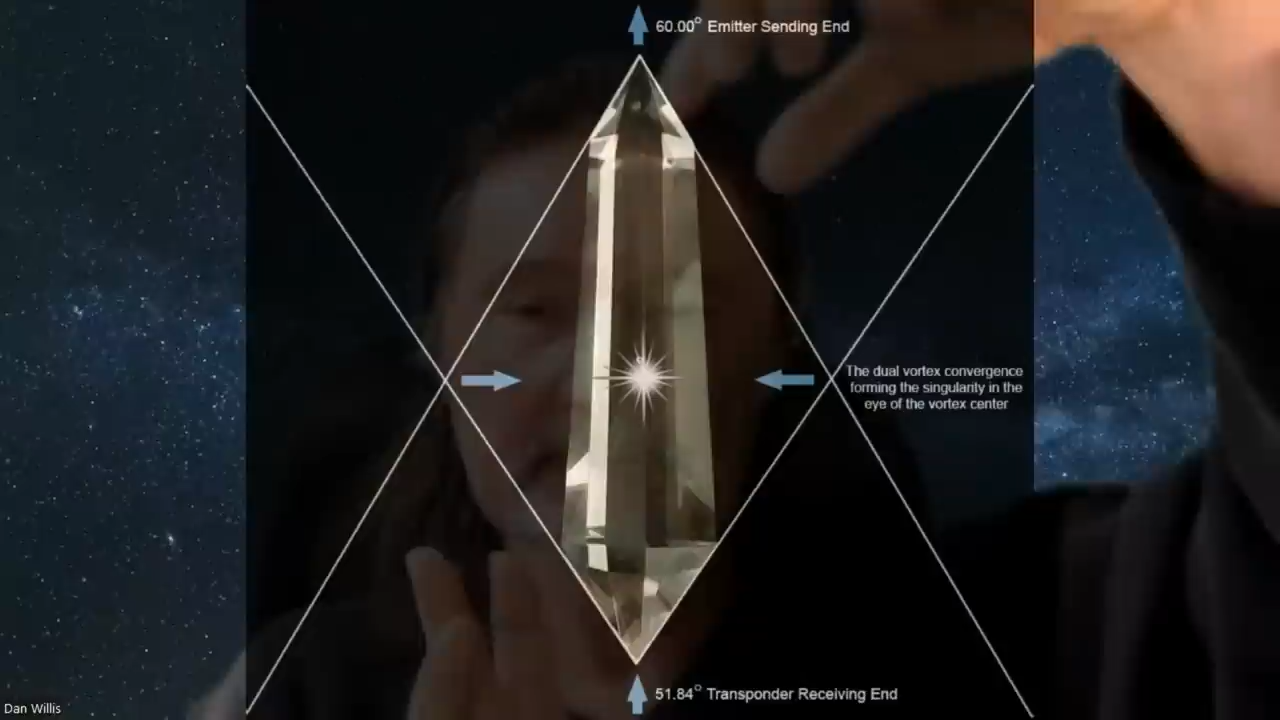 60.00° Emitter Sending End
The dual vortex convergence
forming the singularity in the
eye of the vortex center
51.84° Transponder Receiving End
Dan Willis